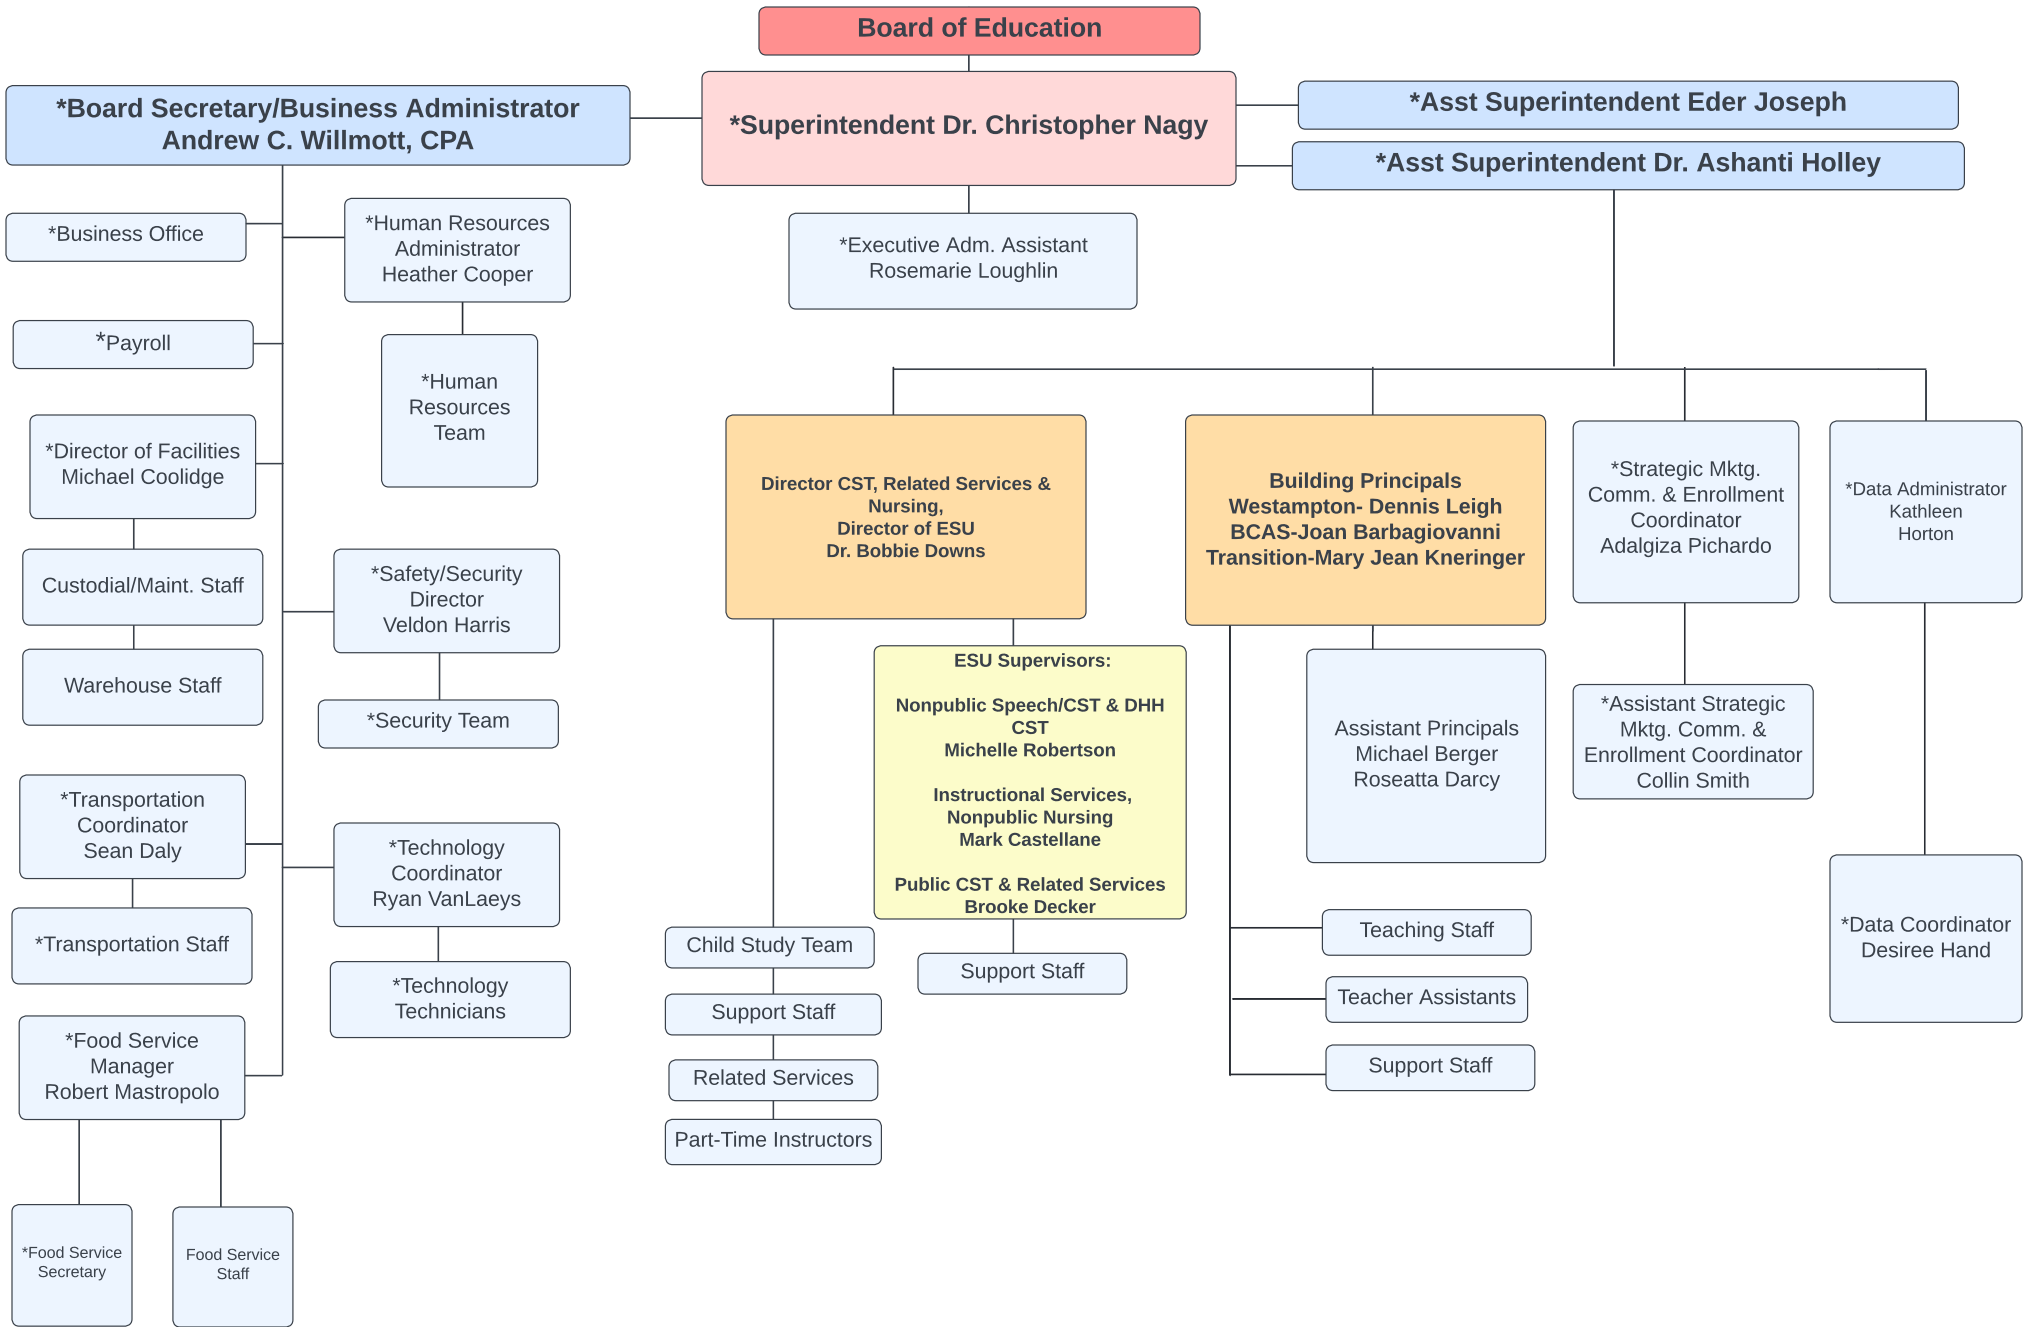 Board of Education
*Board Secretary/Business Administrator
Andrew C. Willmott, CPA
*Superintendent Dr. Christopher Nagy
*Asst Superintendent Eder Joseph
*Asst Superintendent Dr. Ashanti Holley
*Business Office
*Human Resources
Administrator
Heather Cooper
*Executive Adm. Assistant
Rosemarie Loughlin
*Payroll
*Human
Resources
Team
*Director of Facilities
Michael Coolidge
Custodial/Maint. Staff
Warehouse Staff
*Safety/Security
Director
Veldon Harris
*Security Team
*Transportation
Coordinator
Sean Daly
*Transportation Staff
*Technology
Coordinator
Ryan VanLaeys
*Technology
Technicians
*Food Service
Manager
Robert Mastropolo
*Food Service
Secretary
Food Service
Staff
Director CST, Related Services &
Nursing,
Director of ESU
Dr. Bobbie Downs
ESU Supervisors:
Nonpublic Speech/CST & DHH
CST
Michelle Robertson
Instructional Services,
Nonpublic Nursing
Mark Castellane
Public CST & Related Services
Brooke Decker
Support Staff
Child Study Team
Support Staff
Related Services
Part-Time Instructors
Building Principals
Westampton- Dennis Leigh
BCAS-Joan Barbagiovanni
Transition-Mary Jean Kneringer
Assistant Principals
Michael Berger
Roseatta Darcy
Teaching Staff
Teacher Assistants
Support Staff
*Strategic Mktg.
Comm. & Enrollment
Coordinator
Adalgiza Pichardo
*Assistant Strategic
Mktg. Comm. &
Enrollment Coordinator
Collin Smith
*Data Administrator
Kathleen
Horton
*Data Coordinator
Desiree Hand